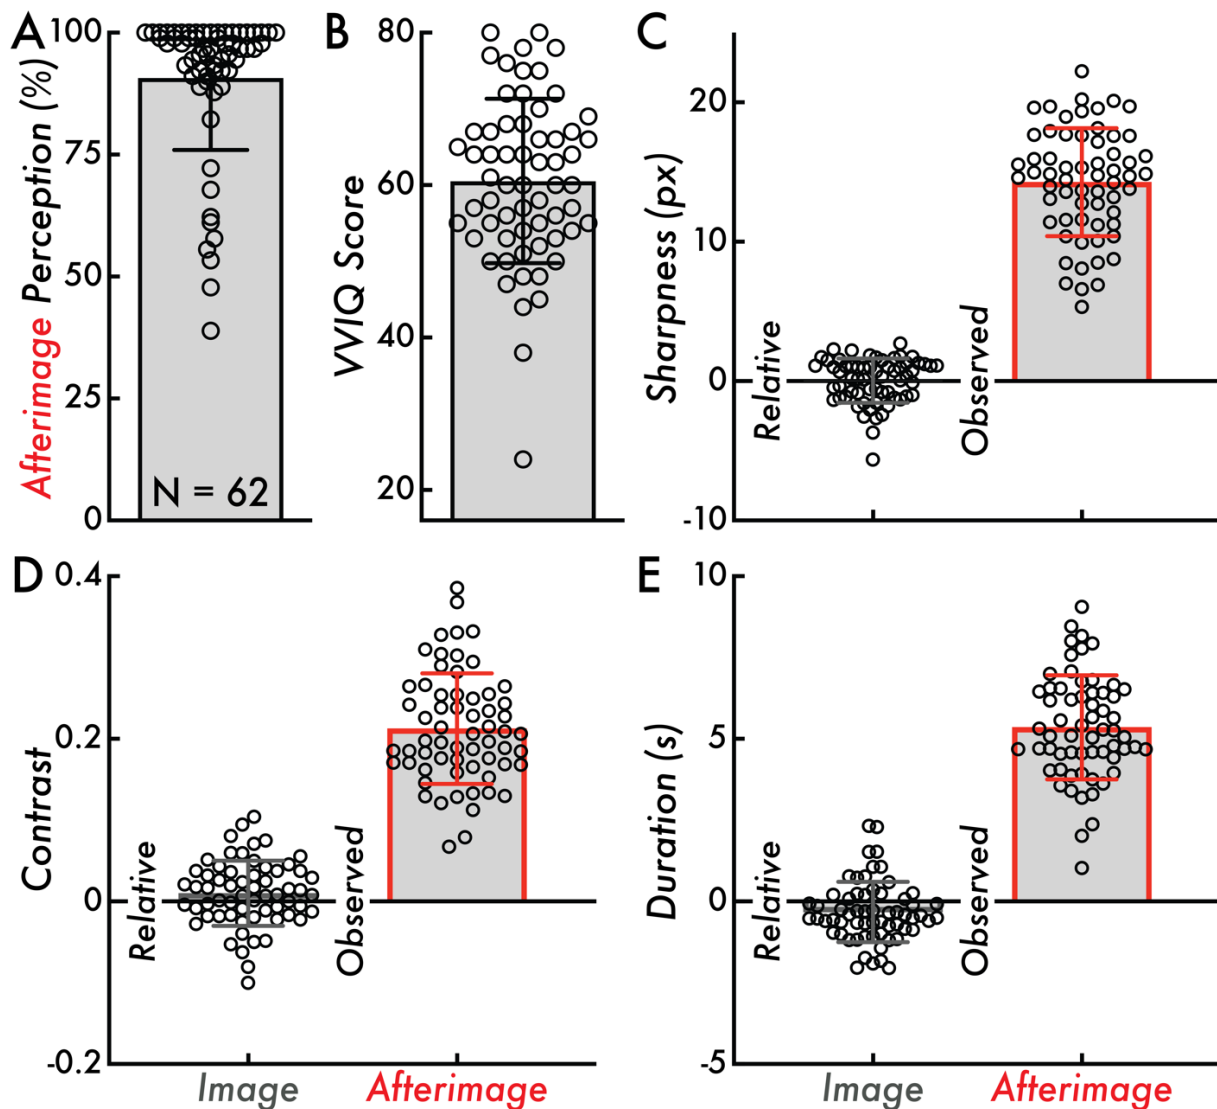 A
Afterimage Perception (%)
100
75
50
25
0
N = 62
B
VVIQ Score
80
60
40
20
C
Sharpness (px)
20
10
0
-10
Relative
Observed
D
Contrast
0.4
0.2
0
-0.2
Relative
Observed
Image
Afterimage
E
Duration (s)
10
5
0
-5
Relative
Observed
Image
Afterimage